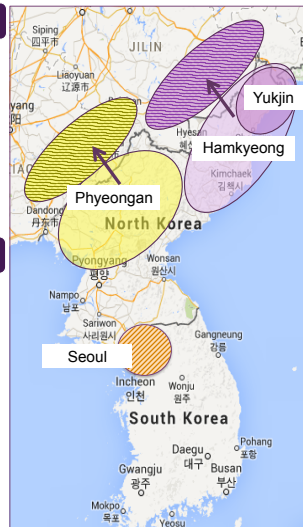 Siping
四平市
JILIN
Liaoyuan
辽源市
yang
阳
Yukjin
Hyesan
Hamkyeong
Kimchaek
김책시
Phyeongan
Dandong
丹东市
North Korea
Pyongyang
평양
Wonsan
원산시
Nampo
남포
Sariwon
사리원시
Gangneung
강릉
Seoul
Incheon
인천
Wonju
원주
South Korea
Daegu
대구
Pohang
포항
Gwangju
광주
Busan
부산
Mokpo
목포
Yeosu